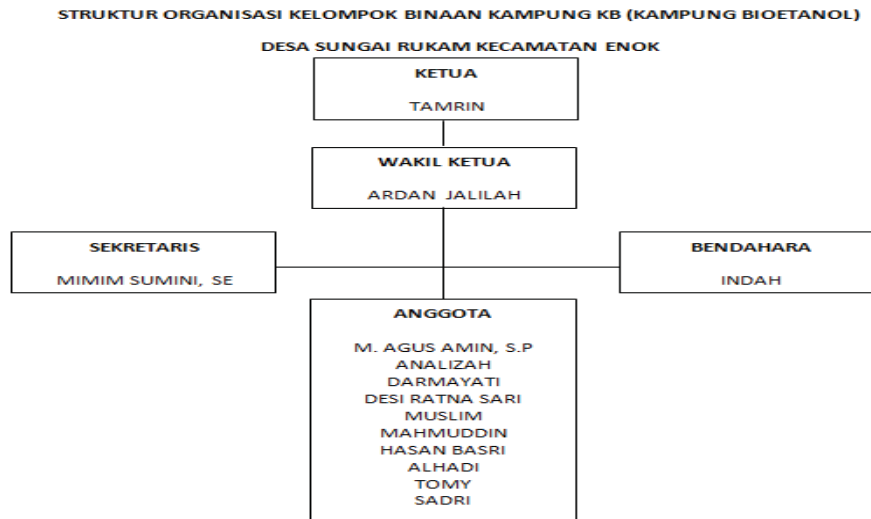 STRUKTUR ORGANISASI KELOMPOK BINAAN KAMPUNG KB (KAMPUNG BIOETANOL)
DESA SUNGAI RUKAM KECAMATAN ENOK
KETUA
TAMRIN
WAKIL KETUA
ARDAN JALILAH
SEKRETARIS
MIMIM SUMINI, SE
BENDAHARA
INDAH
ANGGOTA
M. AGUS AMIN, S.P
ANALIZAH
DARMAYATI
DESI RATNA SARI
MUSLIM
MAHMUDDIN
HASAN BASRI
ALHADI
TOMY
SADRI